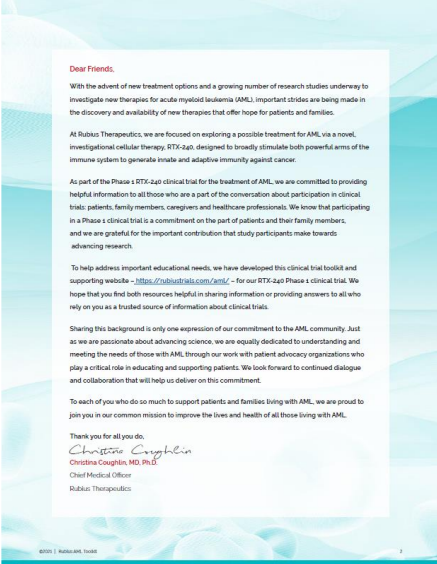 Dear Friends,
With the advent of new treatment options and a growing number of research studies underway to
investigate new therapies for acute myeloid leukemia (AML), important strides are being made in
the discovery and availability of new therapies that offer hope for patients and families.
At Rubius Therapeutics, we are focused on exploring a possible treatment for AML via a novel,
investigational cellular therapy, RTX-240, designed to broadly stimulate both powerful arms of the
immune system to generate innate and adaptive immunity against cancer.
As part of the Phase 1 RTX-240 clinical trial for the treatment of AML, we are committed to providing
helpful information to all those who are a part of the conversation about participation in clinical
trials: patients, family members, caregivers and healthcare professionals. We know that participating
in a Phase 1 clinical trial is a commitment on the part of patients and their family members,
and we are grateful for the important contribution that study participants make towards
advancing research.
To help address important educational needs, we have developed this clinical trial toolkit and
supporting website – https://rubiustrials.com/aml/ – for our RTX-240 Phase 1 clinical trial. We
hope that you find both resources helpful in sharing information or providing answers to all who
rely on you as a trusted source of information about clinical trials.
Sharing this background is only one expression of our commitment to the AML community. Just
as we are passionate about advancing science, we are equally dedicated to understanding and
meeting the needs of those with AML through our work with patient advocacy organizations who
play a critical role in educating and supporting patients. We look forward to continued dialogue
and collaboration that will help us deliver on this commitment.
To each of you who do so much to support patients and families living with AML, we are proud to
join you in our common mission to improve the lives and health of all those living with AML.
Thank you for all you do,
Christina Coughlin
Christina Coughlin, MD, Ph.D.
Chief Medical Officer
Rubius Therapeutics
©2021 | Rubius AML Toolkit 2